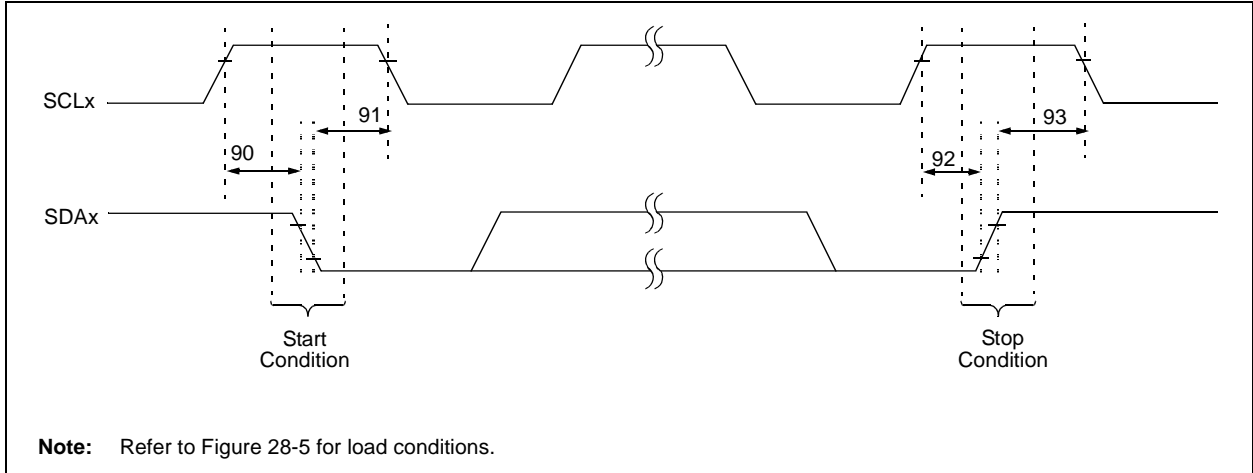 SCLx
91
93
90
92
SDAx
Start
Condition
Stop
Condition
Note: Refer to Figure 28-5 for load conditions.